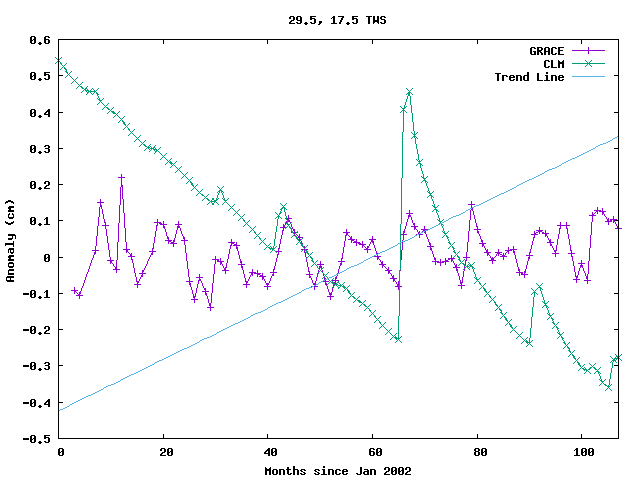 29.5, 17.5 TWS
GRACE
CLM
Trend Line
0.6
0.5
0.4
0.3
0.2
0.1
0
-0.1
-0.2
-0.3
-0.4
-0.5
Anomaly (cm)
0 20 40 60 80 100
Months since Jan 2002